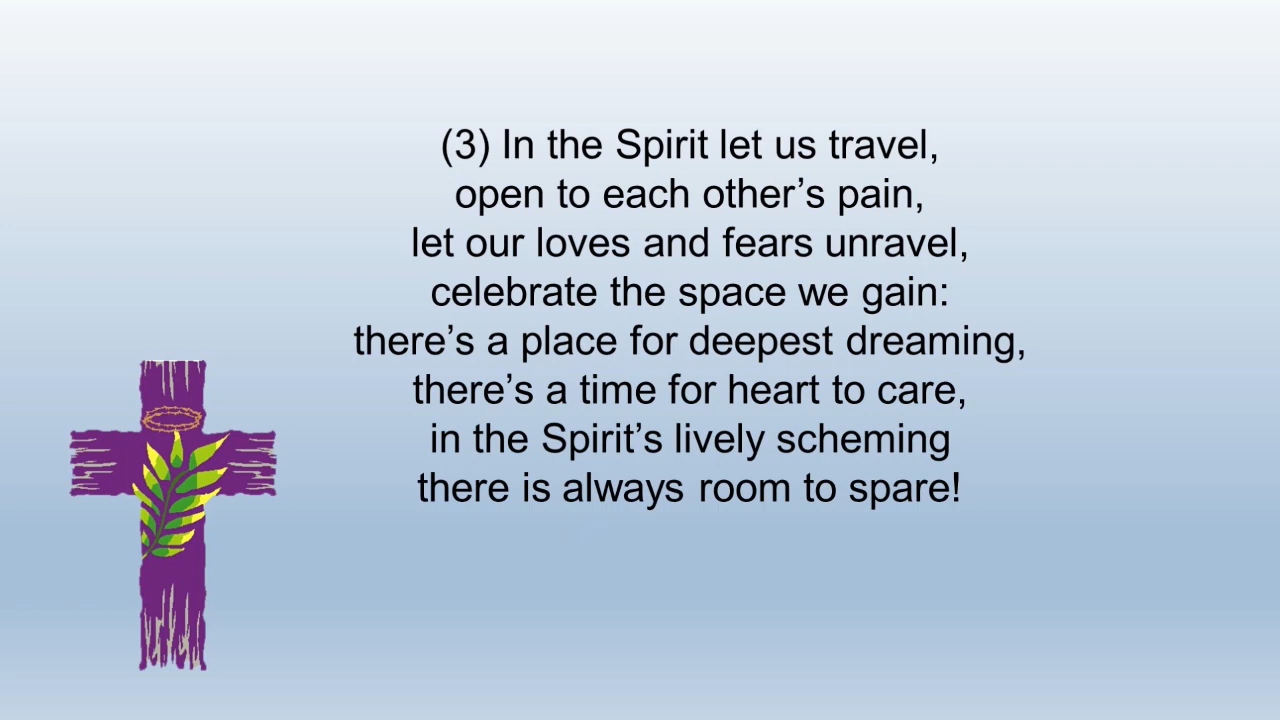 (3) In the Spirit let us travel,
open to each other’s pain,
let our loves and fears unravel,
celebrate the space we gain:
there’s a place for deepest dreaming,
there’s a time for heart to care,
in the Spirit’s lively scheming
there is always room to spare!